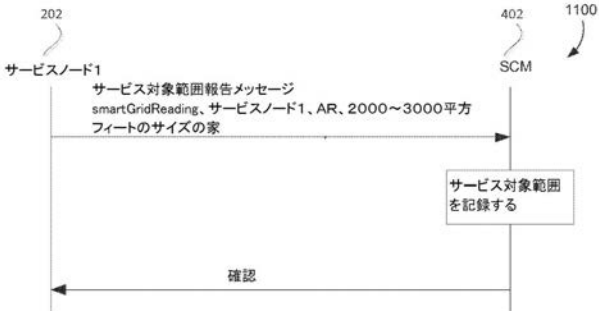 202
402
1100
サービスノード1
SCM
サービス対象範囲報告メッセージ
smartGridReading、サービスノード1、AR、2000~3000平方
フィートのサイズの家
サービス対象範囲
を記録する
確認